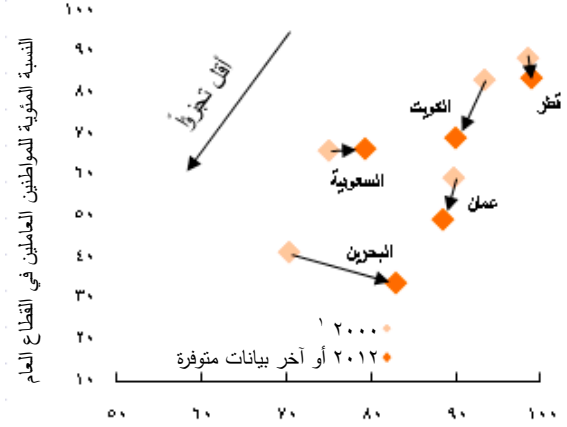 النسبة المئوية للمواطنين العاملين في القطاع العام
١٠٠
٩٠
٨٠
٧٠
٦٠
٥٠
٤٠
٣٠
٢٠
١٠
أقل تجزؤاً
قطر
الكويت
السعودية
عمان
البحرين
٢٠٠٠ ١
٢٠١٢ أو آخر بيانات متوفرة
٥٠ ٦٠ ٧٠ ٨٠ ٩٠ ١٠٠